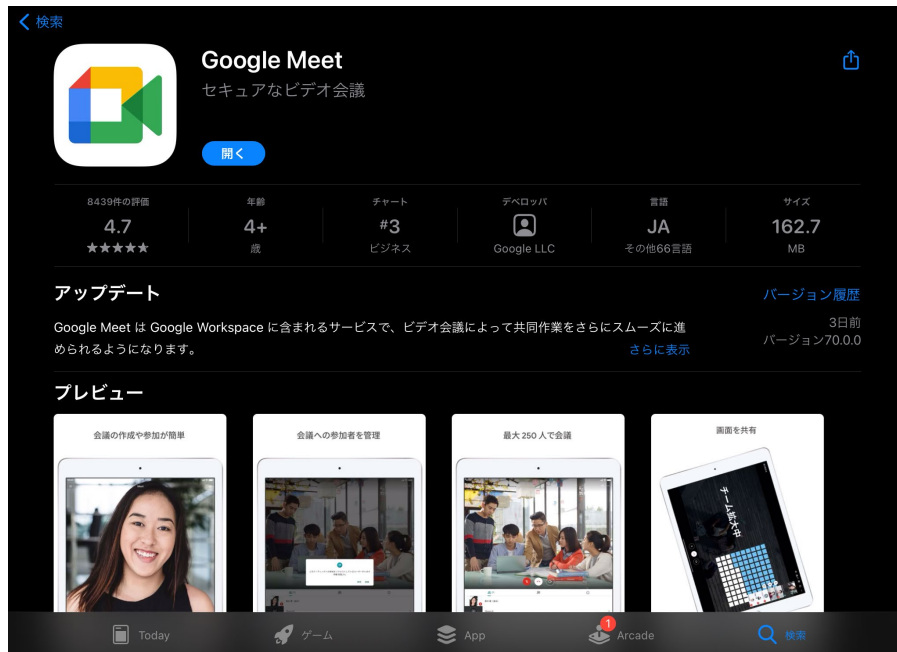 検索
Google Meet
セキュアなビデオ会議
開く
8439件の評価
4.7
年齢
4+
歳
チャート
#3
ビジネス
デベロッパ
Google LLC
言語
JA
その他66言語
サイズ
162.7
MB
アップデート
バージョン履歴
Google Meet は Google Workspace に含まれるサービスで、ビデオ会議によって共同作業をさらにスムーズに進
められるようになります。
さらに表示
3日前
バージョン70.0.0
プレビュー
会議の作成や参加が簡単
会議への参加者を管理
最大 250 人で会議
画面を共有
チーム拡大中
Today
ゲーム
App
1
Arcade
検索